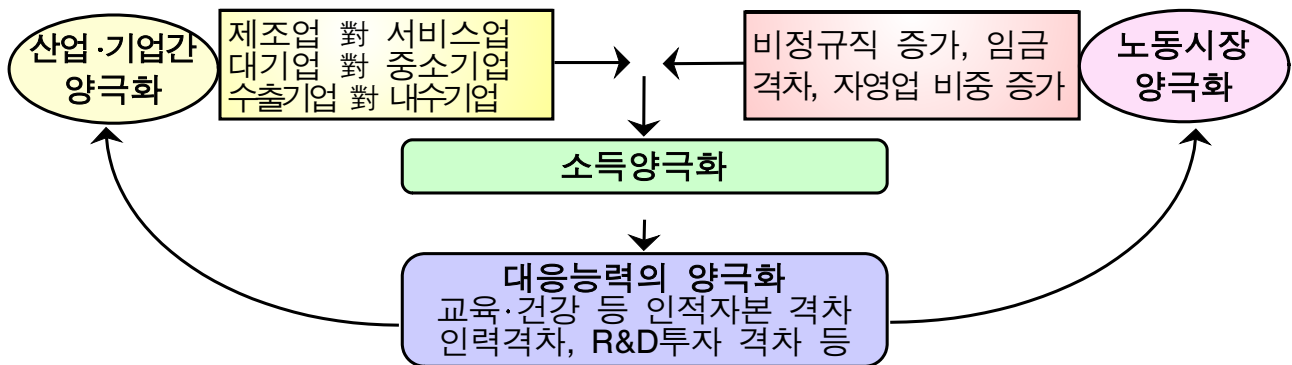 산업·기업간
양극화
제조업 對 서비스업
대기업 對 중소기업
수출기업 對 내수기업
비정규직 증가, 임금
격차, 자영업 비중 증가
노동시장
양극화
소득양극화
대응능력의 양극화
교육·건강 등 인적자본 격차
인력격차, R&D투자 격차 등